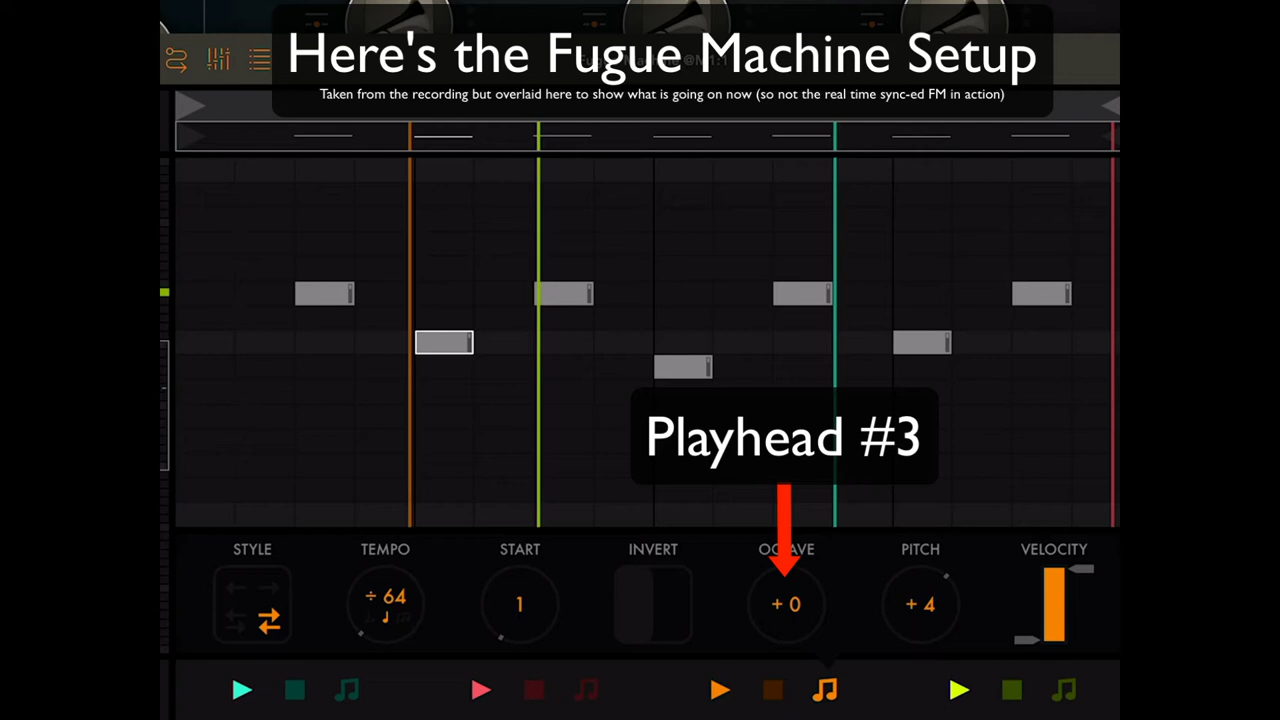 Here's the Fugue Machine Setup
Taken from the recording but overlaid here to show what is going on now (so not the real time sync-ed FM in action)
Playhead #3
STYLE TEMPO START INVERT OCTAVE PITCH VELOCITY
÷ 64 1 + 0 + 4